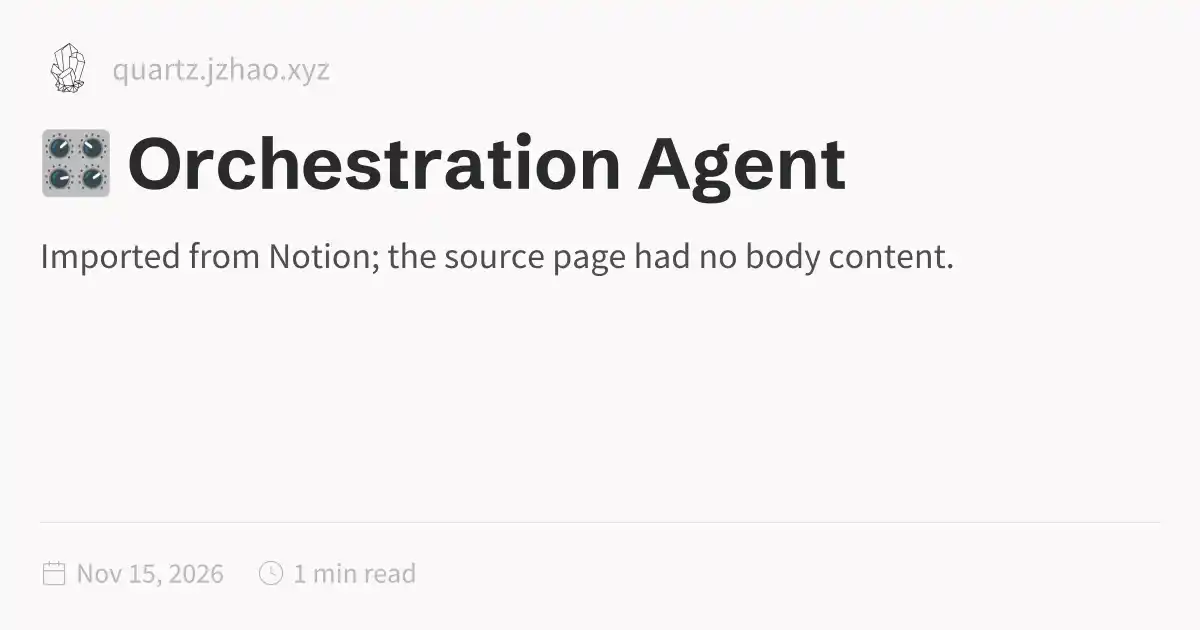 quartz.jzhao.xyz
🎛️ Orchestration Agent
Imported from Notion; the source page had no body content.
Nov 15, 2026 1 min read